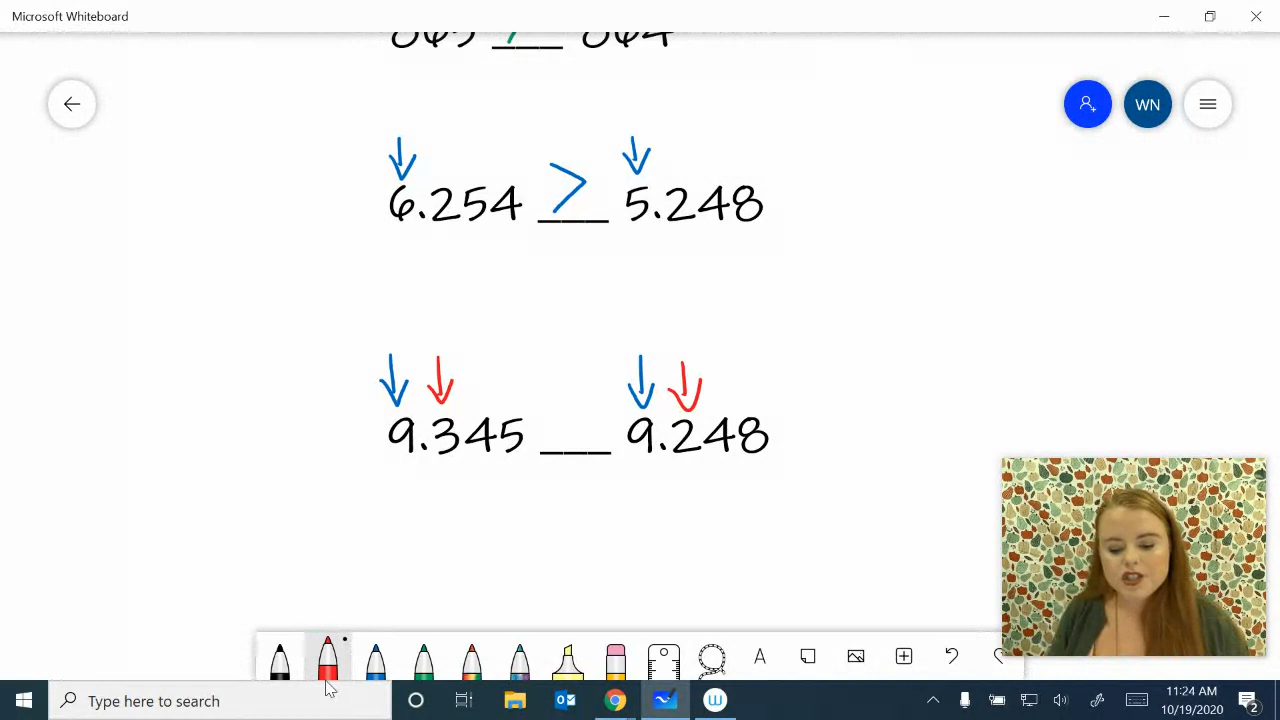 Microsoft Whiteboard
WN
6.254 > 5.248
9.345 ___ 9.248
A
Type here to search
11:24 AM
10/19/2020
2